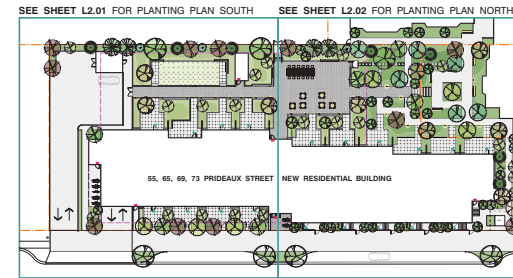 SEE SHEET L2.01 FOR PLANTING PLAN SOUTH
SEE SHEET L2.02 FOR PLANTING PLAN NORTH
55, 65, 69, 73 PRIDEAUX STREET NEW RESIDENTIAL BUILDING